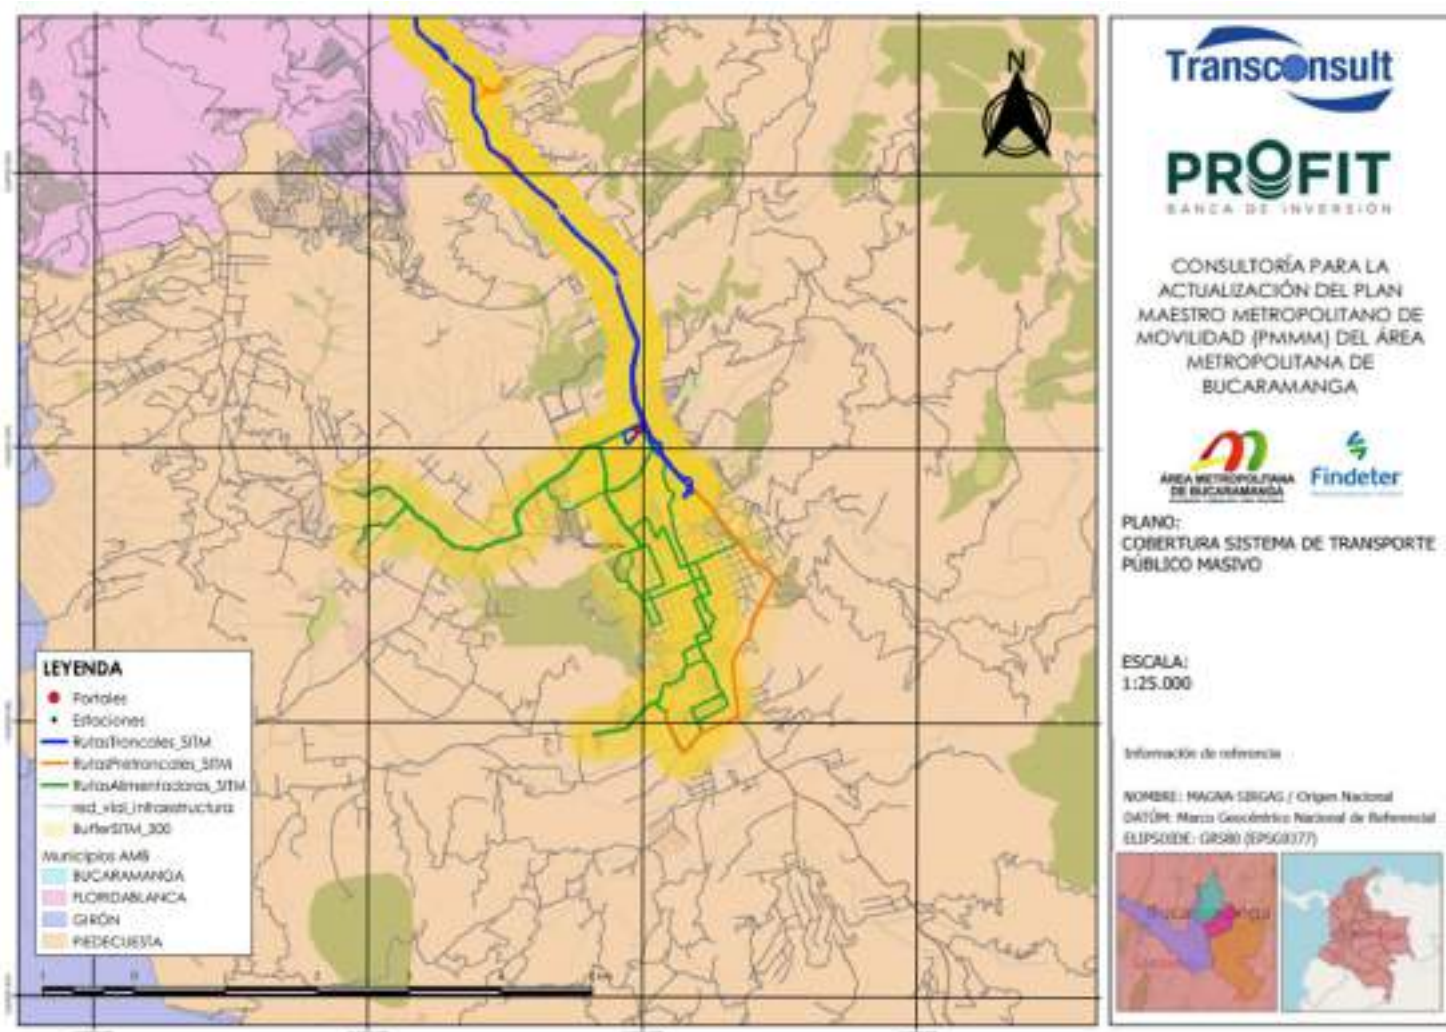 N
LEYENDA
Portales
Estaciones
RutasTroncales_SITM
RutasPretroncales_SITM
RutasAlimentadoras_SITM
red_vial_infraestructura
BufferSITM_300
Municipios AMB
BUCARAMANGA
FLORIDABLANCA
GIRÓN
PIEDECUESTA
Transconsult
PROFIT
BANCA DE INVERSIÓN
CONSULTORÍA PARA LA
ACTUALIZACIÓN DEL PLAN
MAESTRO METROPOLITANO DE
MOVILIDAD (PMMM) DEL ÁREA
METROPOLITANA DE
BUCARAMANGA
ÁREA METROPOLITANA
DE BUCARAMANGA
Findeter
PLANO:
COBERTURA SISTEMA DE TRANSPORTE
PÚBLICO MASIVO
ESCALA:
1:25.000
Información de referencia
NOMBRE: MAGNA-SIRGAS / Origen Nacional
DATÚM: Marco Geocéntrico Nacional de Referencial
ELIPSOIDE: GRS80 (EPSG9377)